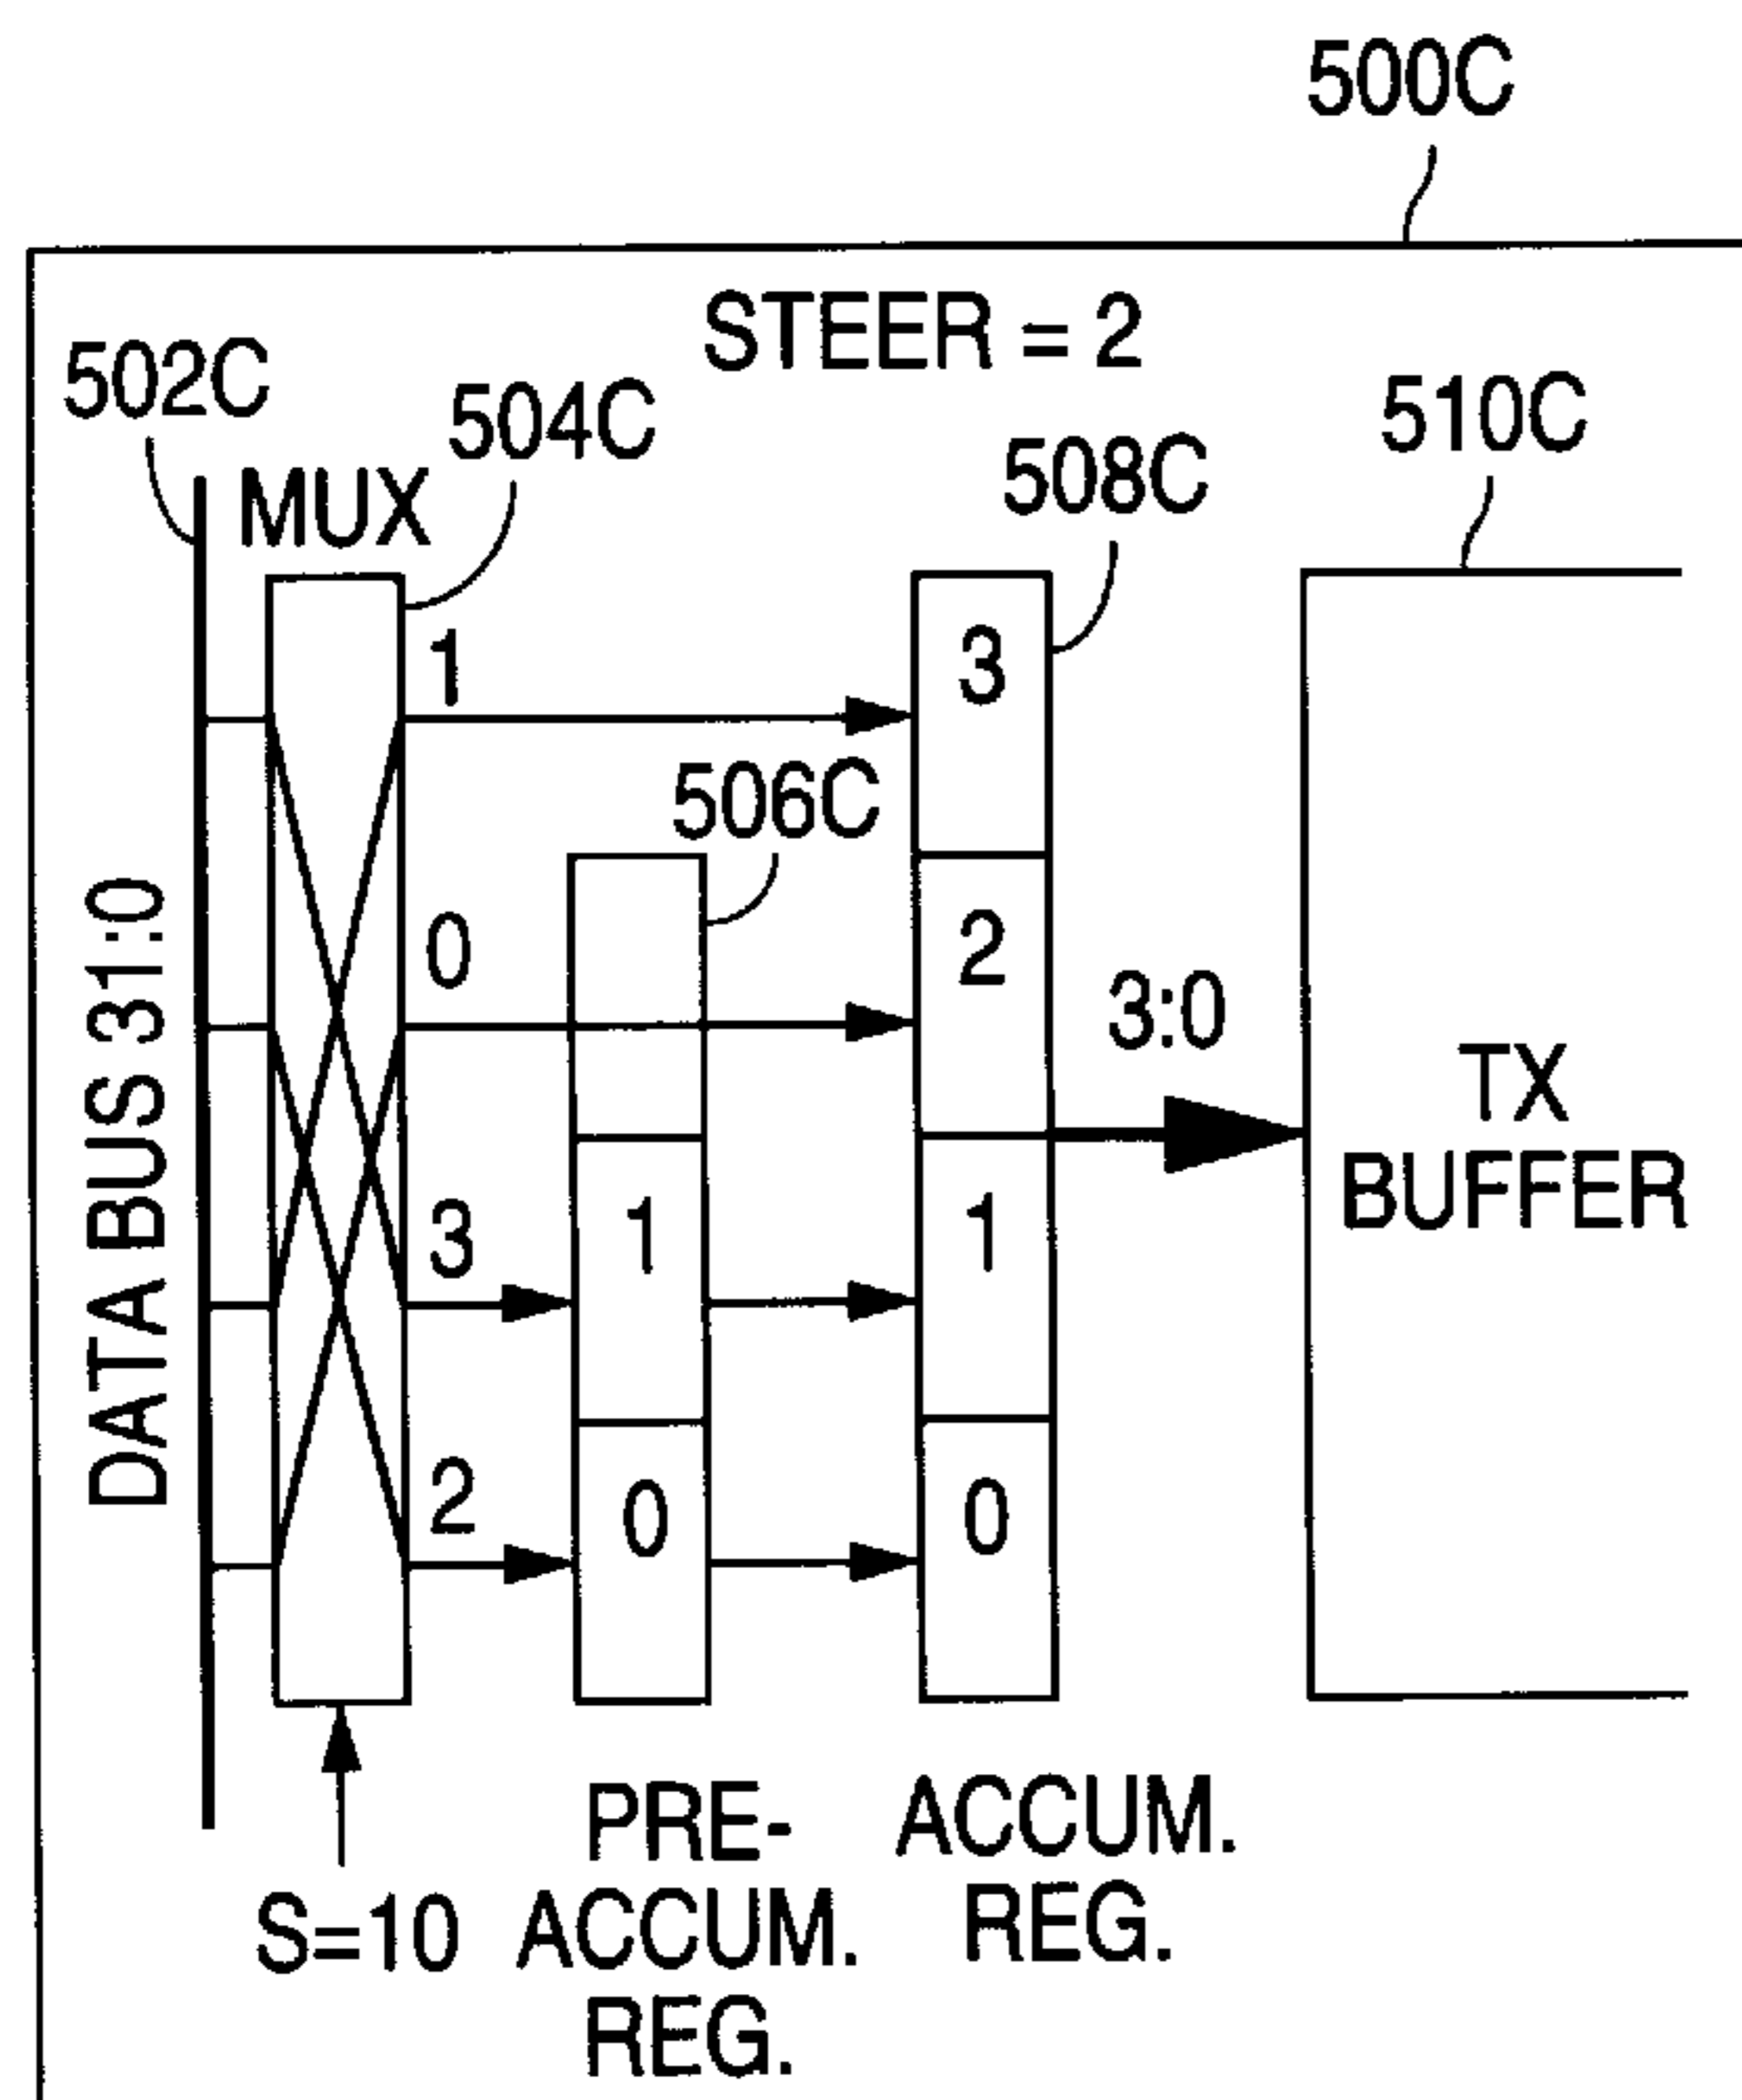 500C
STEER = 2
502C
504C
510C
508C
MUX
1
3
506C
0
2
DATA BUS 31:0
3:0
TX
BUFFER
3
1
1
2
0
0
S=10
PRE-
ACCUM.
REG.
ACCUM.
REG.